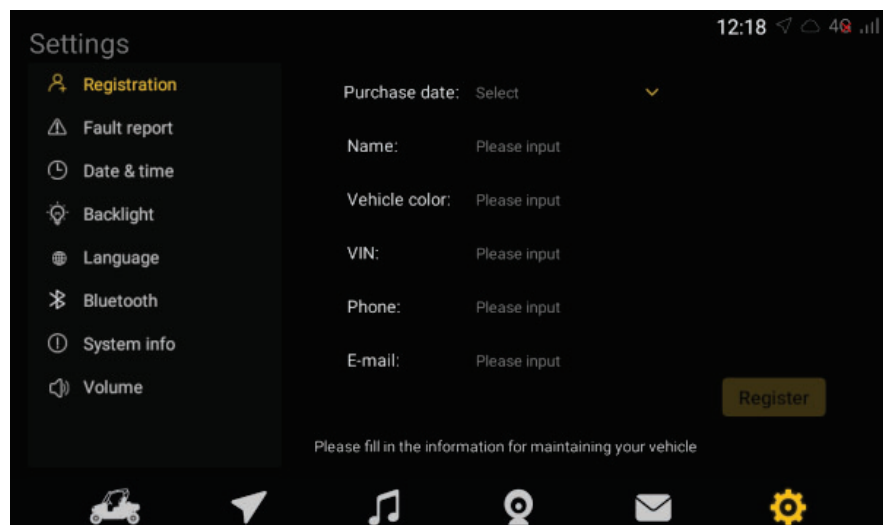 12:18 4G
Settings
Registration
Fault report
Date & time
Backlight
Language
Bluetooth
System info
Volume
Purchase date: Select
Name: Please input
Vehicle color: Please input
VIN: Please input
Phone: Please input
E-mail: Please input
Register
Please fill in the information for maintaining your vehicle